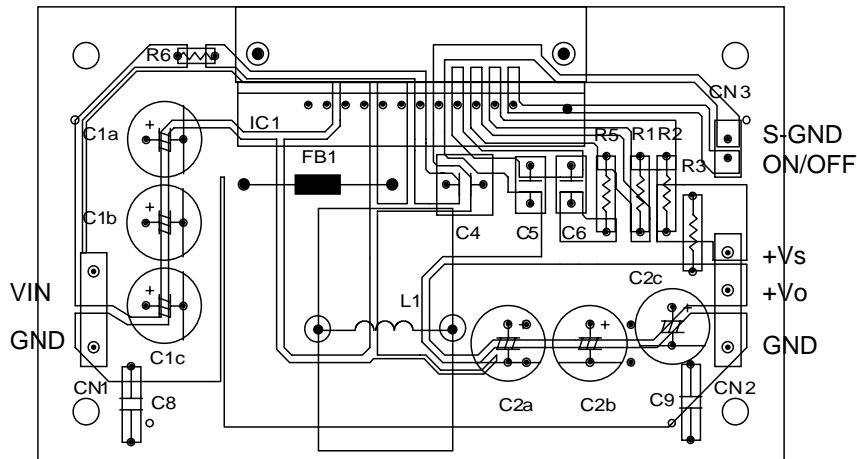 R6
CN3
C1a
IC1
S-GND
R5 R1 R2
FB1
ON/OFF
R3
C1b
C4 C5 C6
+Vs
C2c
VIN
L1
+Vo
GND
C1c
GND
CN1
C8
C2a
C2b
C9
CN2